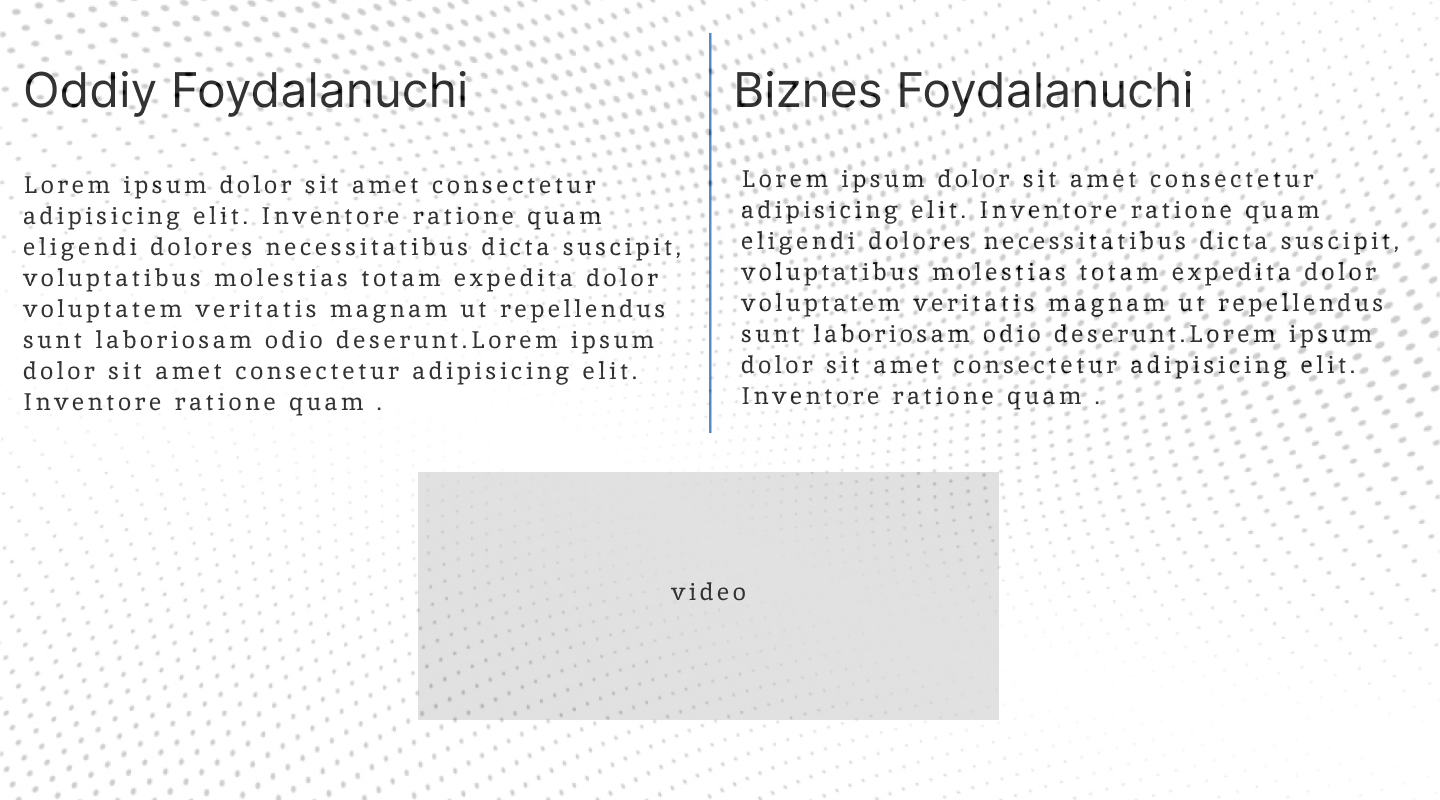 Oddiy Foydalanuchi
Lorem ipsum dolor sit amet consectetur
adipisicing elit. Inventore ratione quam
eligendi dolores necessitatibus dicta suscipit,
voluptatibus molestias totam expedita dolor
voluptatem veritatis magnam ut repellendus
sunt laboriosam odio deserunt.Lorem ipsum
dolor sit amet consectetur adipisicing elit.
Inventore ratione quam .
Biznes Foydalanuchi
Lorem ipsum dolor sit amet consectetur
adipisicing elit. Inventore ratione quam
eligendi dolores necessitatibus dicta suscipit,
voluptatibus molestias totam expedita dolor
voluptatem veritatis magnam ut repellendus
sunt laboriosam odio deserunt.Lorem ipsum
dolor sit amet consectetur adipisicing elit.
Inventore ratione quam .
video